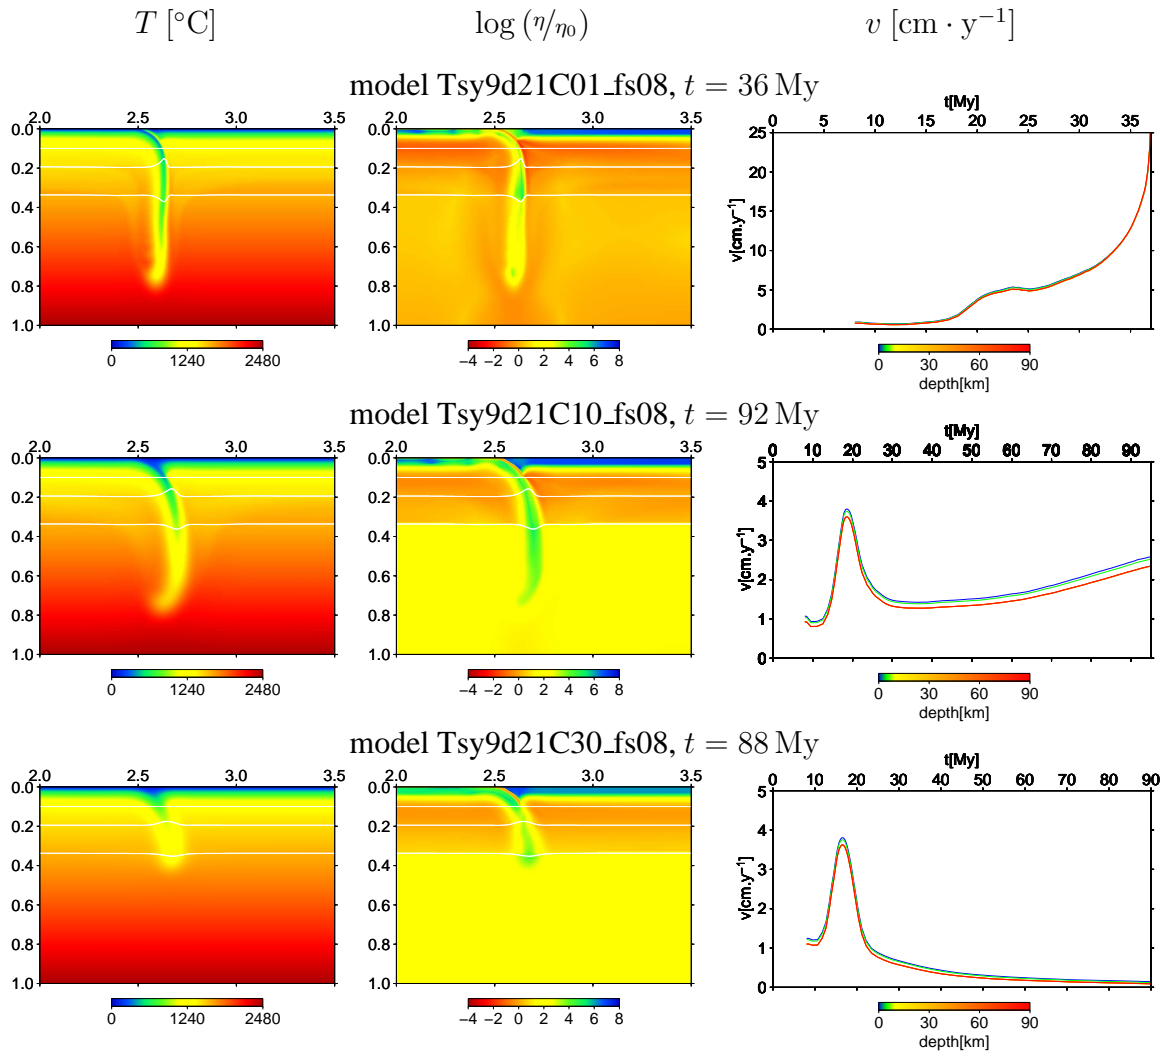 T [°C] log (η/η0) v [cm · y−1]
model Tsy9d21C01_fs08, t = 36 My
2.0 2.5 3.0 3.5
0.0
0.2
0.4
0.6
0.8
1.0
0 1240 2480
2.0 2.5 3.0 3.5
0.0
0.2
0.4
0.6
0.8
1.0
−4 −2 0 2 4 6 8
t[My]
0 5 10 15 20 25 30 35
v[cm.y−1]
25
20
15
10
5
0
0 30 60 90
depth[km]
model Tsy9d21C10_fs08, t = 92 My
2.0 2.5 3.0 3.5
0.0
0.2
0.4
0.6
0.8
1.0
0 1240 2480
2.0 2.5 3.0 3.5
0.0
0.2
0.4
0.6
0.8
1.0
−4 −2 0 2 4 6 8
t[My]
0 10 20 30 40 50 60 70 80 90
v[cm.y−1]
5
4
3
2
1
0
0 30 60 90
depth[km]
model Tsy9d21C30_fs08, t = 88 My
2.0 2.5 3.0 3.5
0.0
0.2
0.4
0.6
0.8
1.0
0 1240 2480
2.0 2.5 3.0 3.5
0.0
0.2
0.4
0.6
0.8
1.0
−4 −2 0 2 4 6 8
t[My]
0 10 20 30 40 50 60 70 80 90
v[cm.y−1]
5
4
3
2
1
0
0 30 60 90
depth[km]